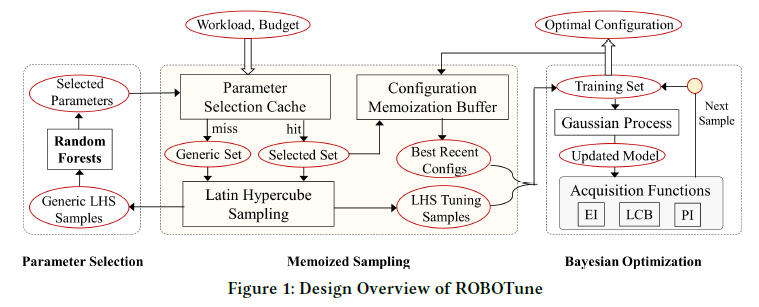 Workload, Budget
Optimal Configuration
Selected
Parameters
Random
Forests
Generic LHS
Samples
Parameter
Selection Cache
miss
hit
Generic Set
Selected Set
Latin Hypercube
Sampling
Configuration
Memoization Buffer
Best Recent
Configs
LHS Tuning
Samples
Training Set
Gaussian Process
Next
Sample
Updated Model
Acquisition Functions
EI
LCB
PI
Parameter Selection
Memoized Sampling
Bayesian Optimization
Figure 1: Design Overview of ROBOTune